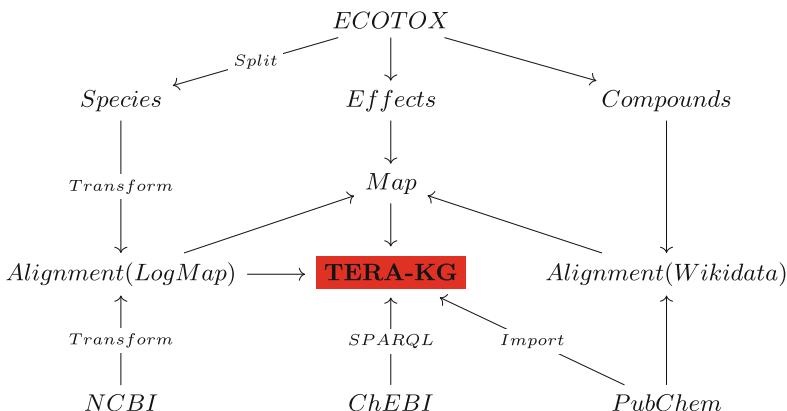 ECOTOX
Split
Species Effects Compounds
Transform
Map
Alignment(LogMap) TERA-KG Alignment(Wikidata)
Transform SPARQL Import
NCBI ChEBI PubChem